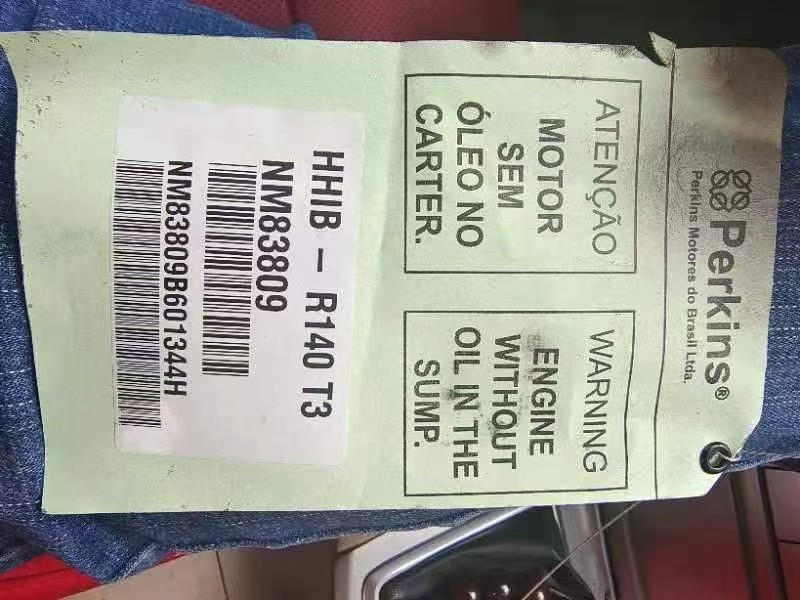 Perkins®
Perkins Motores do Brasil Ltda.
ATENÇÃO
MOTOR
SEM
ÓLEO NO
CARTER.
WARNING
ENGINE
WITHOUT
OIL IN THE
SUMP.
HHIB – R140 T3
NM83809
NM83809B601344H